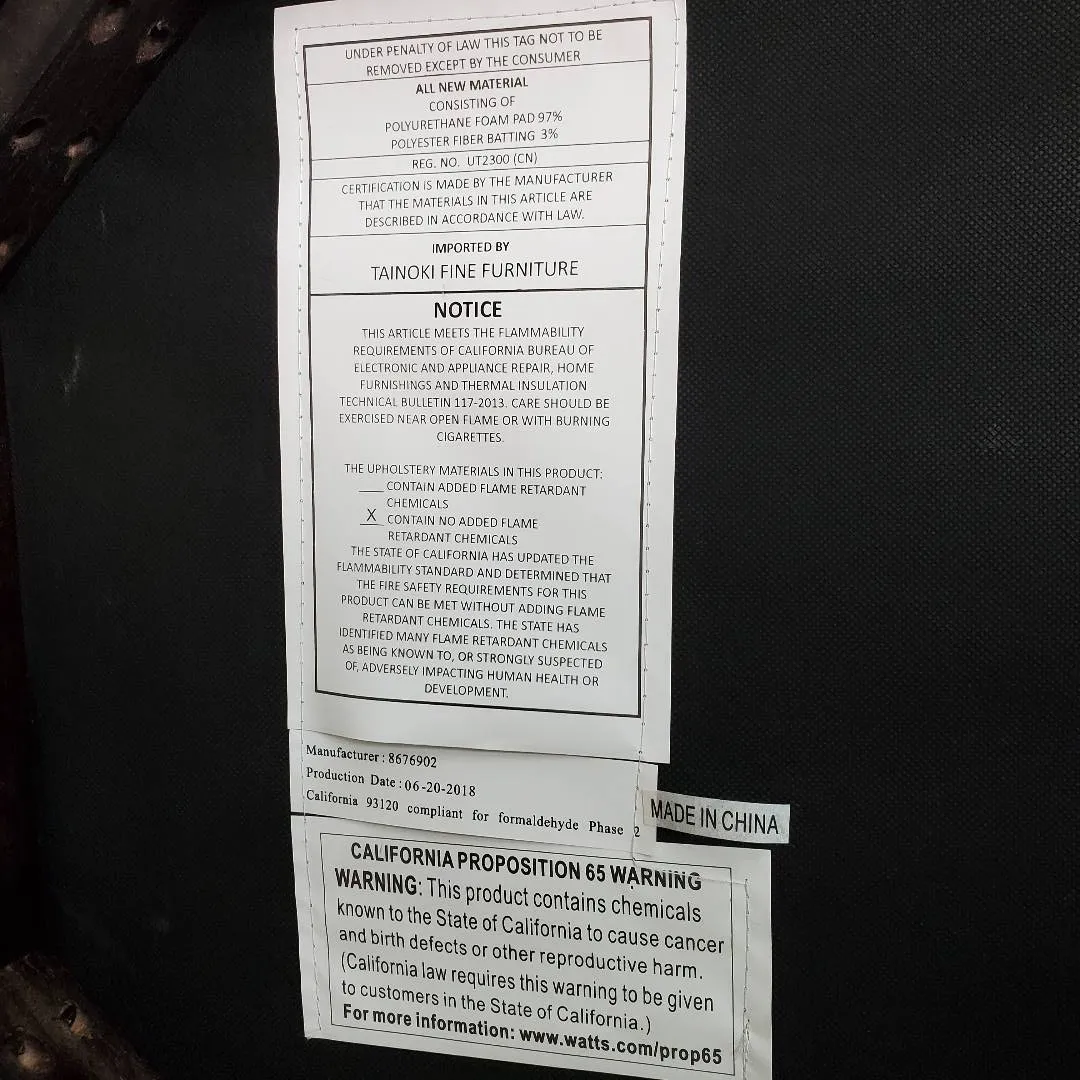 UNDER PENALTY OF LAW THIS TAG NOT TO BE
REMOVED EXCEPT BY THE CONSUMER
ALL NEW MATERIAL
CONSISTING OF
POLYURETHANE FOAM PAD 97%
POLYESTER FIBER BATTING 3%
REG. NO. UT2300 (CN)
CERTIFICATION IS MADE BY THE MANUFACTURER
THAT THE MATERIALS IN THIS ARTICLE ARE
DESCRIBED IN ACCORDANCE WITH LAW.
IMPORTED BY
TAINOKI FINE FURNITURE
NOTICE
THIS ARTICLE MEETS THE FLAMMABILITY
REQUIREMENTS OF CALIFORNIA BUREAU OF
ELECTRONIC AND APPLIANCE REPAIR, HOME
FURNISHINGS AND THERMAL INSULATION
TECHNICAL BULLETIN 117-2013. CARE SHOULD BE
EXERCISED NEAR OPEN FLAME OR WITH BURNING
CIGARETTES.
THE UPHOLSTERY MATERIALS IN THIS PRODUCT:
___ CONTAIN ADDED FLAME RETARDANT
CHEMICALS
X CONTAIN NO ADDED FLAME
RETARDANT CHEMICALS
THE STATE OF CALIFORNIA HAS UPDATED THE
FLAMMABILITY STANDARD AND DETERMINED THAT
THE FIRE SAFETY REQUIREMENTS FOR THIS
PRODUCT CAN BE MET WITHOUT ADDING FLAME
RETARDANT CHEMICALS. THE STATE HAS
IDENTIFIED MANY FLAME RETARDANT CHEMICALS
AS BEING KNOWN TO, OR STRONGLY SUSPECTED
OF, ADVERSELY IMPACTING HUMAN HEALTH OR
DEVELOPMENT.
Manufacturer : 8676902
Production Date : 06-20-2018
California 93120 compliant for formaldehyde Phase 2
MADE IN CHINA
CALIFORNIA PROPOSITION 65 WARNING
WARNING: This product contains chemicals
known to the State of California to cause cancer
and birth defects or other reproductive harm.
(California law requires this warning to be given
to customers in the State of California.)
For more information: www.watts.com/prop65